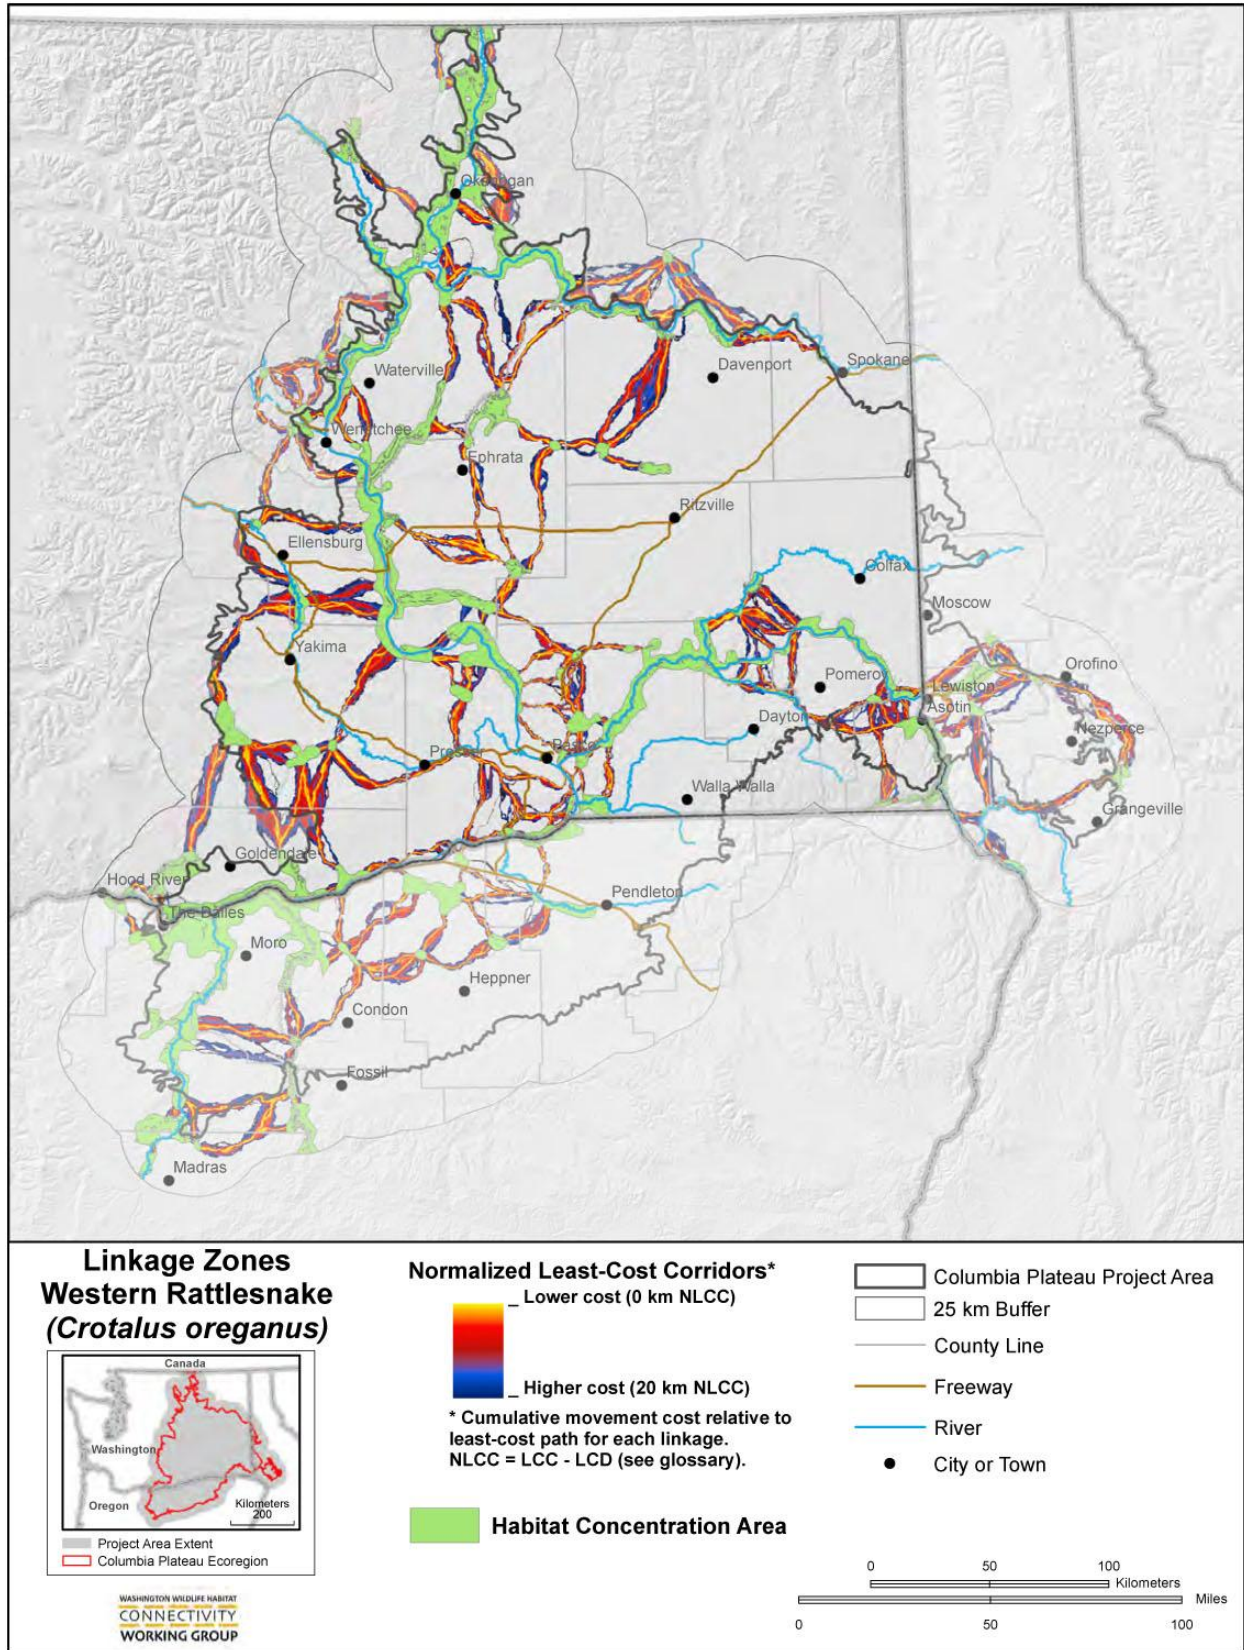 Okanogan
Waterville
Davenport
Spokane
Wenatchee
Ephrata
Ritzville
Ellensburg
Colfax
Moscow
Yakima
Pomeroy
Orofino
Lewiston
Asotin
Dayton
Nezperce
Prosser
Pasco
Walla Walla
Grangeville
Goldendale
Hood River
Pendleton
The Dalles
Moro
Heppner
Condon
Fossil
Madras
Linkage Zones
Western Rattlesnake
(Crotalus oreganus)
Canada
Washington
Oregon
Kilometers
200
Project Area Extent
Columbia Plateau Ecoregion
WASHINGTON WILDLIFE HABITAT
CONNECTIVITY
WORKING GROUP
Normalized Least-Cost Corridors*
_ Lower cost (0 km NLCC)
_ Higher cost (20 km NLCC)
* Cumulative movement cost relative to
least-cost path for each linkage.
NLCC = LCC - LCD (see glossary).
Habitat Concentration Area
Columbia Plateau Project Area
25 km Buffer
County Line
Freeway
River
City or Town
0 50 100
Kilometers
Miles
0 50 100